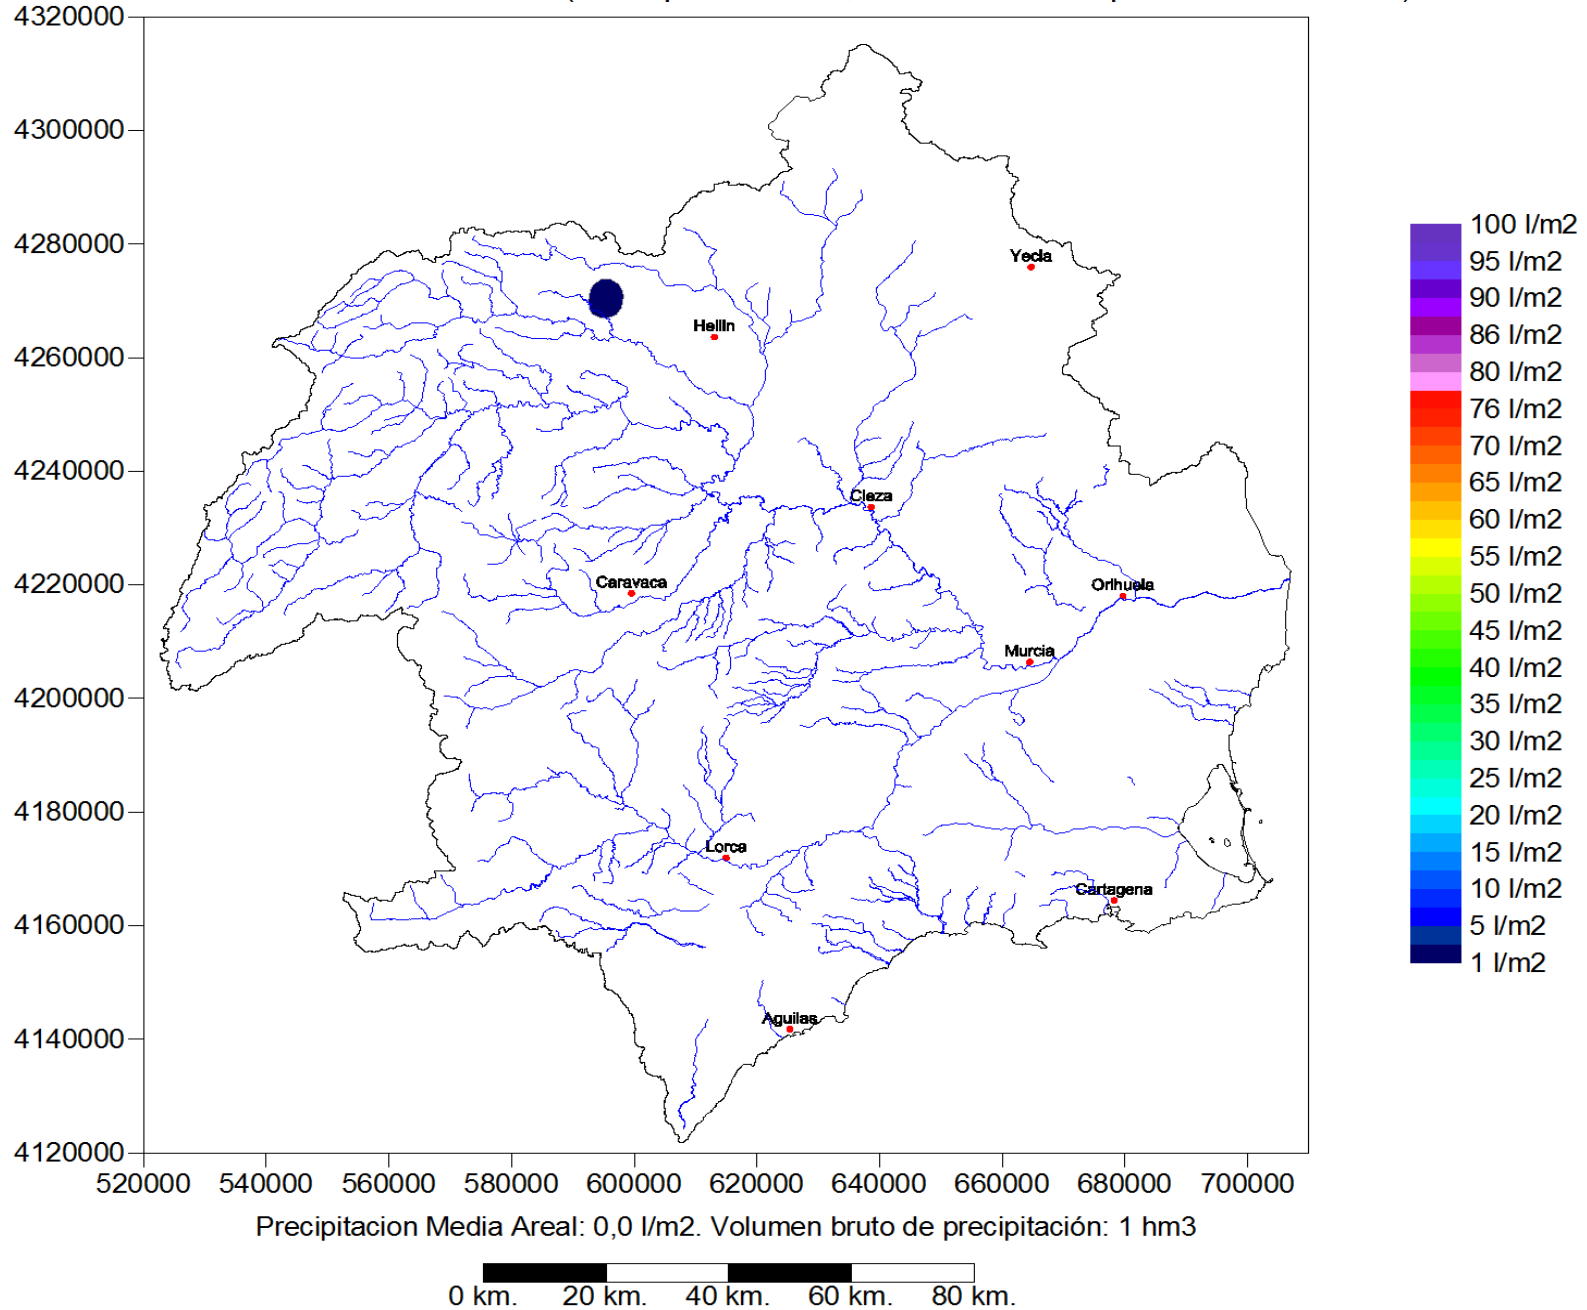 4320000
4300000
4280000
4260000
4240000
4220000
4200000
4180000
4160000
4140000
4120000
520000 540000 560000 580000 600000 620000 640000 660000 680000 700000
Yecla
Hellin
Cieza
Caravaca
Orihuela
Murcia
Lorca
Cartagena
Aguilas
100 l/m2
95 l/m2
90 l/m2
86 l/m2
80 l/m2
76 l/m2
70 l/m2
65 l/m2
60 l/m2
55 l/m2
50 l/m2
45 l/m2
40 l/m2
35 l/m2
30 l/m2
25 l/m2
20 l/m2
15 l/m2
10 l/m2
5 l/m2
1 l/m2
Precipitacion Media Areal: 0,0 l/m2. Volumen bruto de precipitación: 1 hm3
0 km. 20 km. 40 km. 60 km. 80 km.